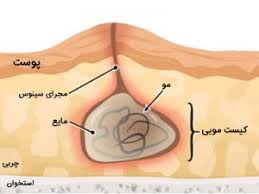 پوست
مجرای سینوس
مو
مایع
کیست مویی
چربی
استخوان